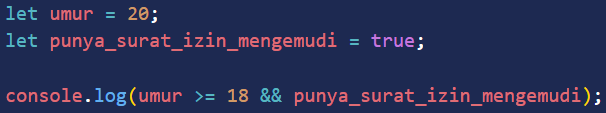 let umur = 20;
let punya_surat_izin_mengemudi = true;
console.log(umur >= 18 && punya_surat_izin_mengemudi);